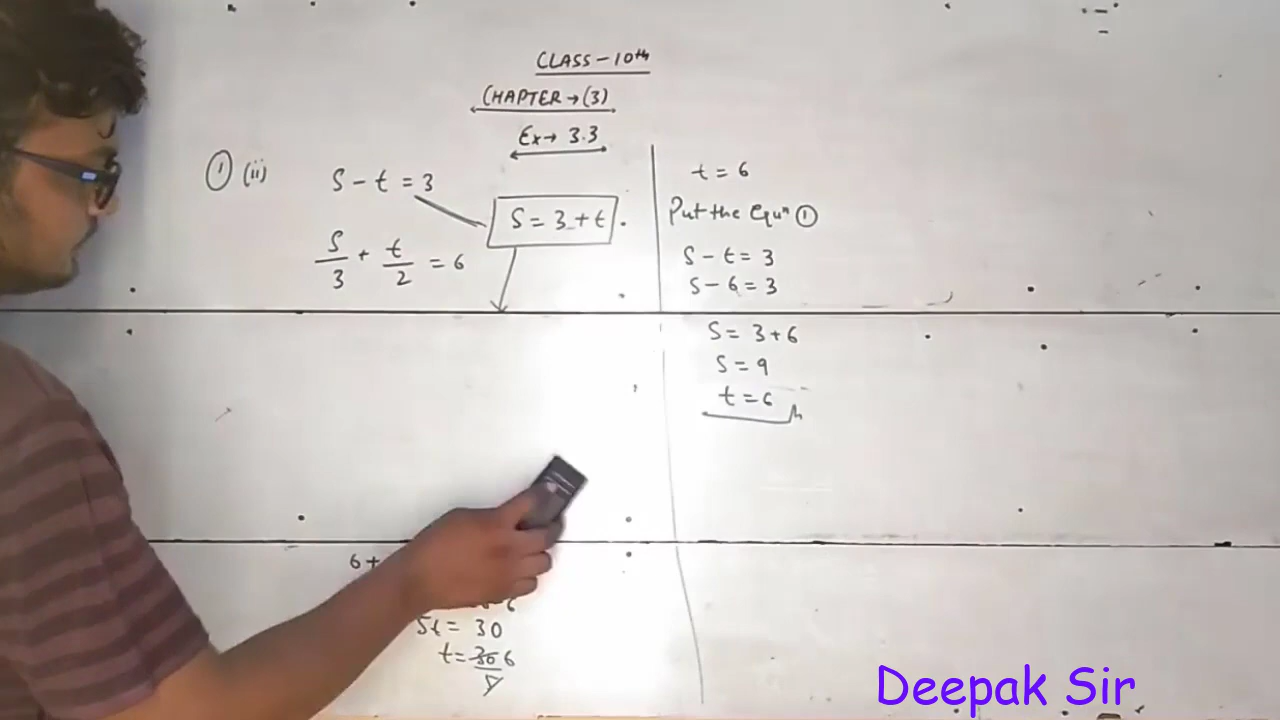 CLASS-10th
CHAPTER→(3)
Ex→ 3.3
① (ii) S-t=3
S=3+t.
S/3 + t/2 = 6
6+
6
5t= 30
t=30/5 6
t=6
Put the Equⁿ ①
S-t=3
S-6=3
S=3+6
S=9
t=6
Deepak Sir